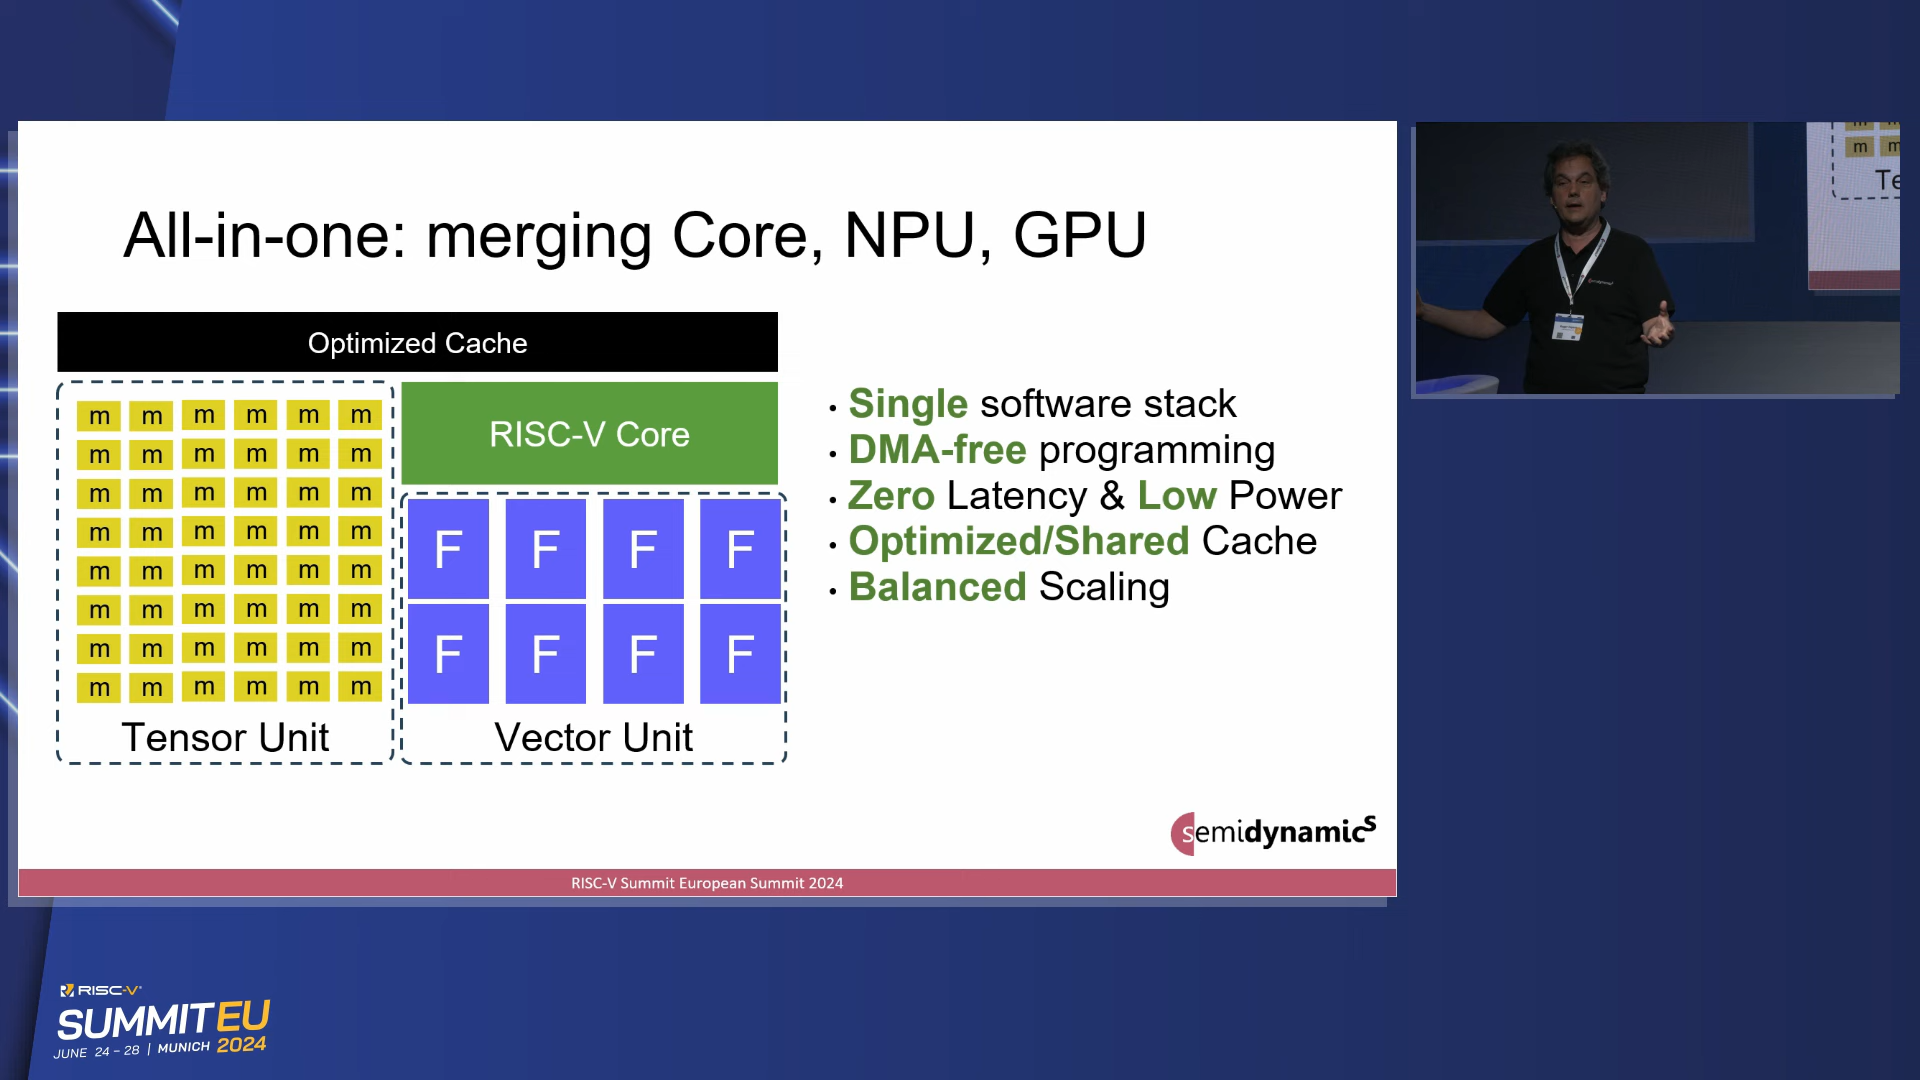 All-in-one: merging Core, NPU, GPU
Optimized Cache
m m m m m m
m m m m m m
m m m m m m
m m m m m m
m m m m m m
m m m m m m
m m m m m m
m m m m m m
Tensor Unit
RISC-V Core
F F F F
F F F F
Vector Unit
• Single software stack
• DMA-free programming
• Zero Latency & Low Power
• Optimized/Shared Cache
• Balanced Scaling
semidynamics
RISC-V Summit European Summit 2024
m m
Te
RISC-V
SUMMIT EU
JUNE 24 – 28 | MUNICH 2024